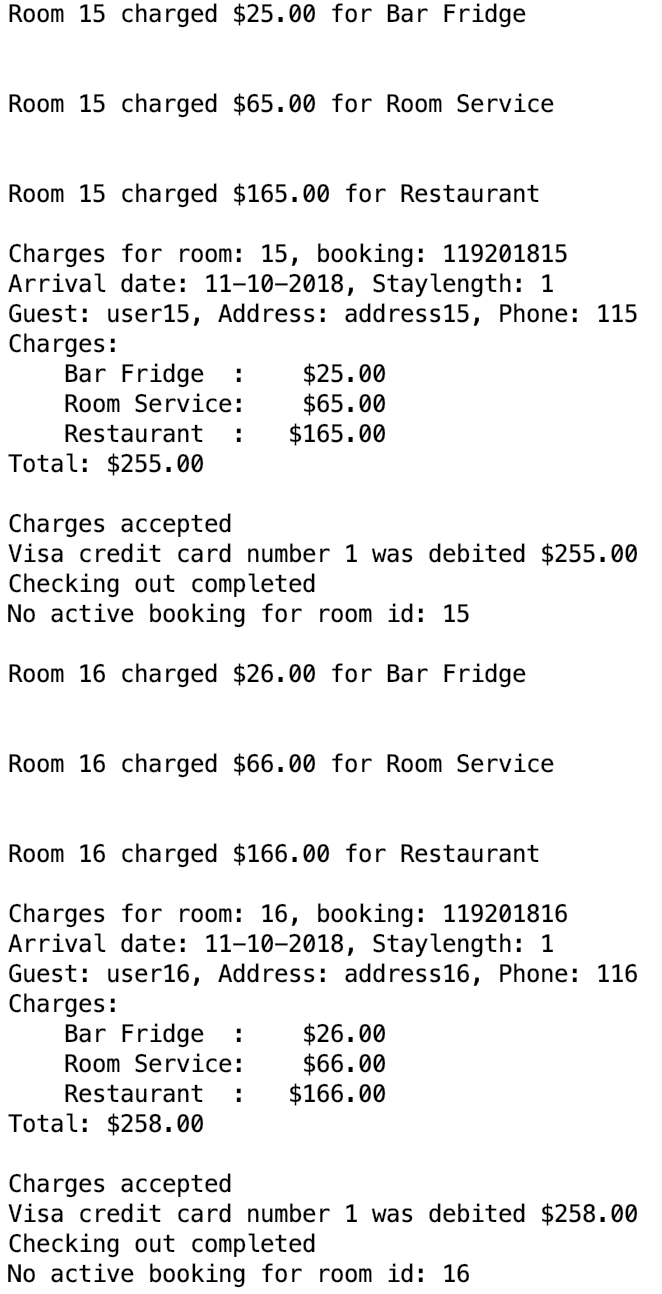 Room 15 charged $25.00 for Bar Fridge
Room 15 charged $65.00 for Room Service
Room 15 charged $165.00 for Restaurant
Charges for room: 15, booking: 119201815
Arrival date: 11-10-2018, Staylength: 1
Guest: user15, Address: address15, Phone: 115
Charges:
    Bar Fridge  :    $25.00
    Room Service:    $65.00
    Restaurant  :   $165.00
Total: $255.00
Charges accepted
Visa credit card number 1 was debited $255.00
Checking out completed
No active booking for room id: 15
Room 16 charged $26.00 for Bar Fridge
Room 16 charged $66.00 for Room Service
Room 16 charged $166.00 for Restaurant
Charges for room: 16, booking: 119201816
Arrival date: 11-10-2018, Staylength: 1
Guest: user16, Address: address16, Phone: 116
Charges:
    Bar Fridge  :    $26.00
    Room Service:    $66.00
    Restaurant  :   $166.00
Total: $258.00
Charges accepted
Visa credit card number 1 was debited $258.00
Checking out completed
No active booking for room id: 16